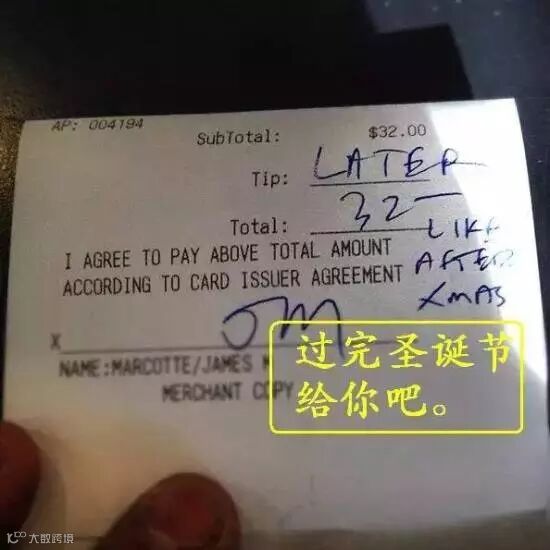 AP: 004194
SubTotal: $32.00
Tip: LATER
Total: 32—
LIKE
AFTER
XMAS
I AGREE TO PAY ABOVE TOTAL AMOUNT
ACCORDING TO CARD ISSUER AGREEMENT
X JM
NAME:MARCOTTE/JAMES
MERCHANT COPY
过完圣诞节
给你吧。
大数跨境